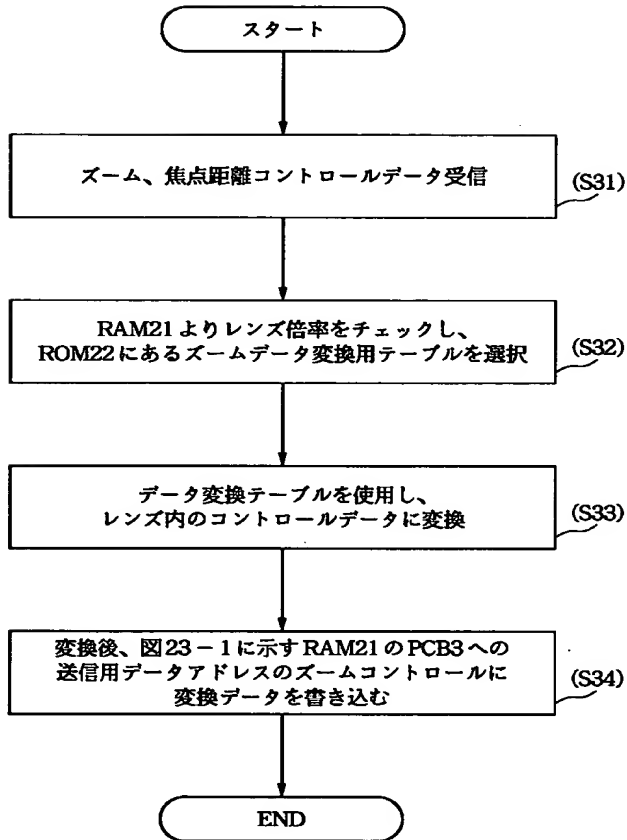 スタート
ズーム、焦点距離コントロールデータ受信
(S31)
RAM21よりレンズ倍率をチェックし、
ROM22にあるズームデータ変換用テーブルを選択
(S32)
データ変換テーブルを使用し、
レンズ内のコントロールデータに変換
(S33)
変換後、図23－1に示すRAM21のPCB3への
送信用データアドレスのズームコントロールに
変換データを書き込む
(S34)
END